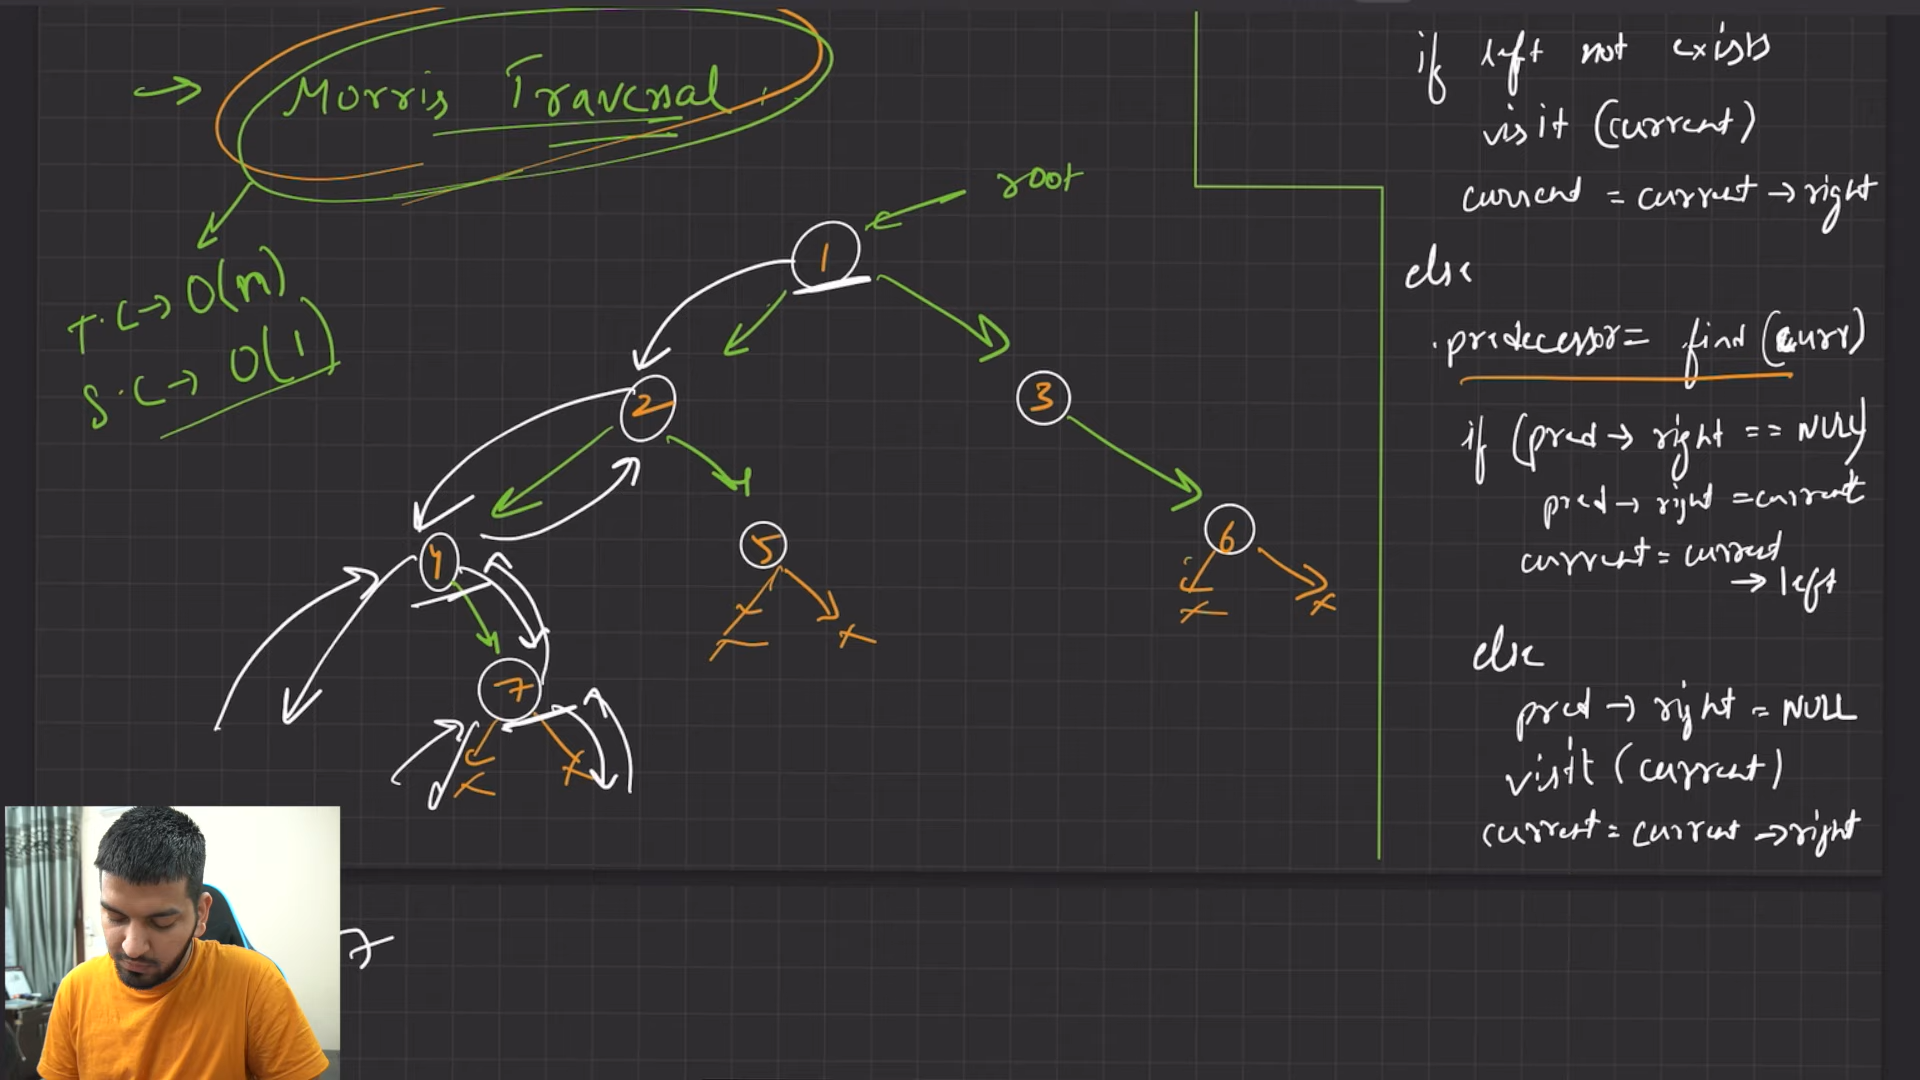 → Morris Traversal
T.C → O(n)
S.C → O(1)
root
1
2
3
4
5
6
7
7
if left not exists
visit (current)
current = current → right
else
predecessor = find (curr)
if (pred → right == NULL)
pred → right = current
current = current
→ left
else
pred → right = NULL
visit (current)
current = current → right